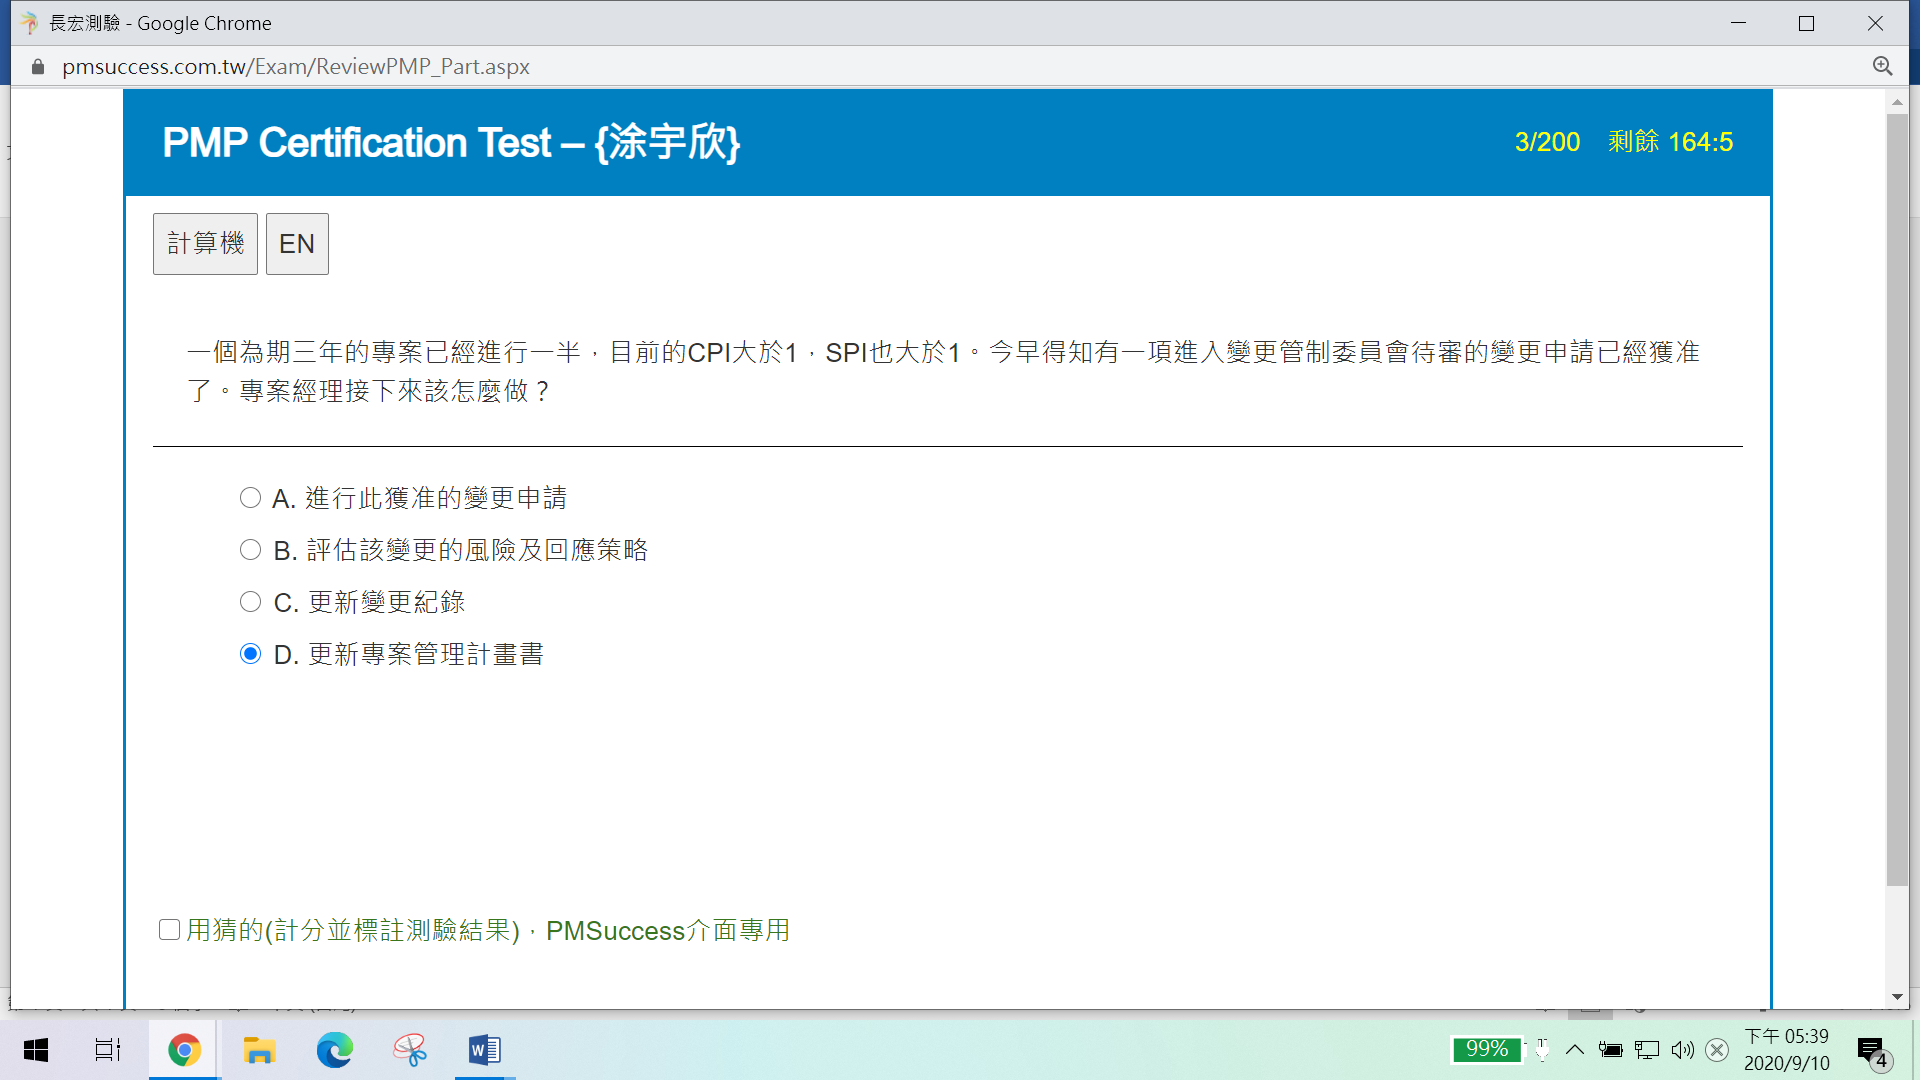 長宏測驗 - Google Chrome
pmsuccess.com.tw/Exam/ReviewPMP_Part.aspx
PMP Certification Test – {涂宇欣}
3/200 剩餘 164:5
計算機 EN
一個為期三年的專案已經進行一半，目前的CPI大於1，SPI也大於1。今早得知有一項進入變更管制委員會待審的變更申請已經獲准
了。專案經理接下來該怎麼做？
A. 進行此獲准的變更申請
B. 評估該變更的風險及回應策略
C. 更新變更紀錄
D. 更新專案管理計畫書
用猜的(計分並標註測驗結果)，PMSuccess介面專用
99%
下午 05:39
2020/9/10
4